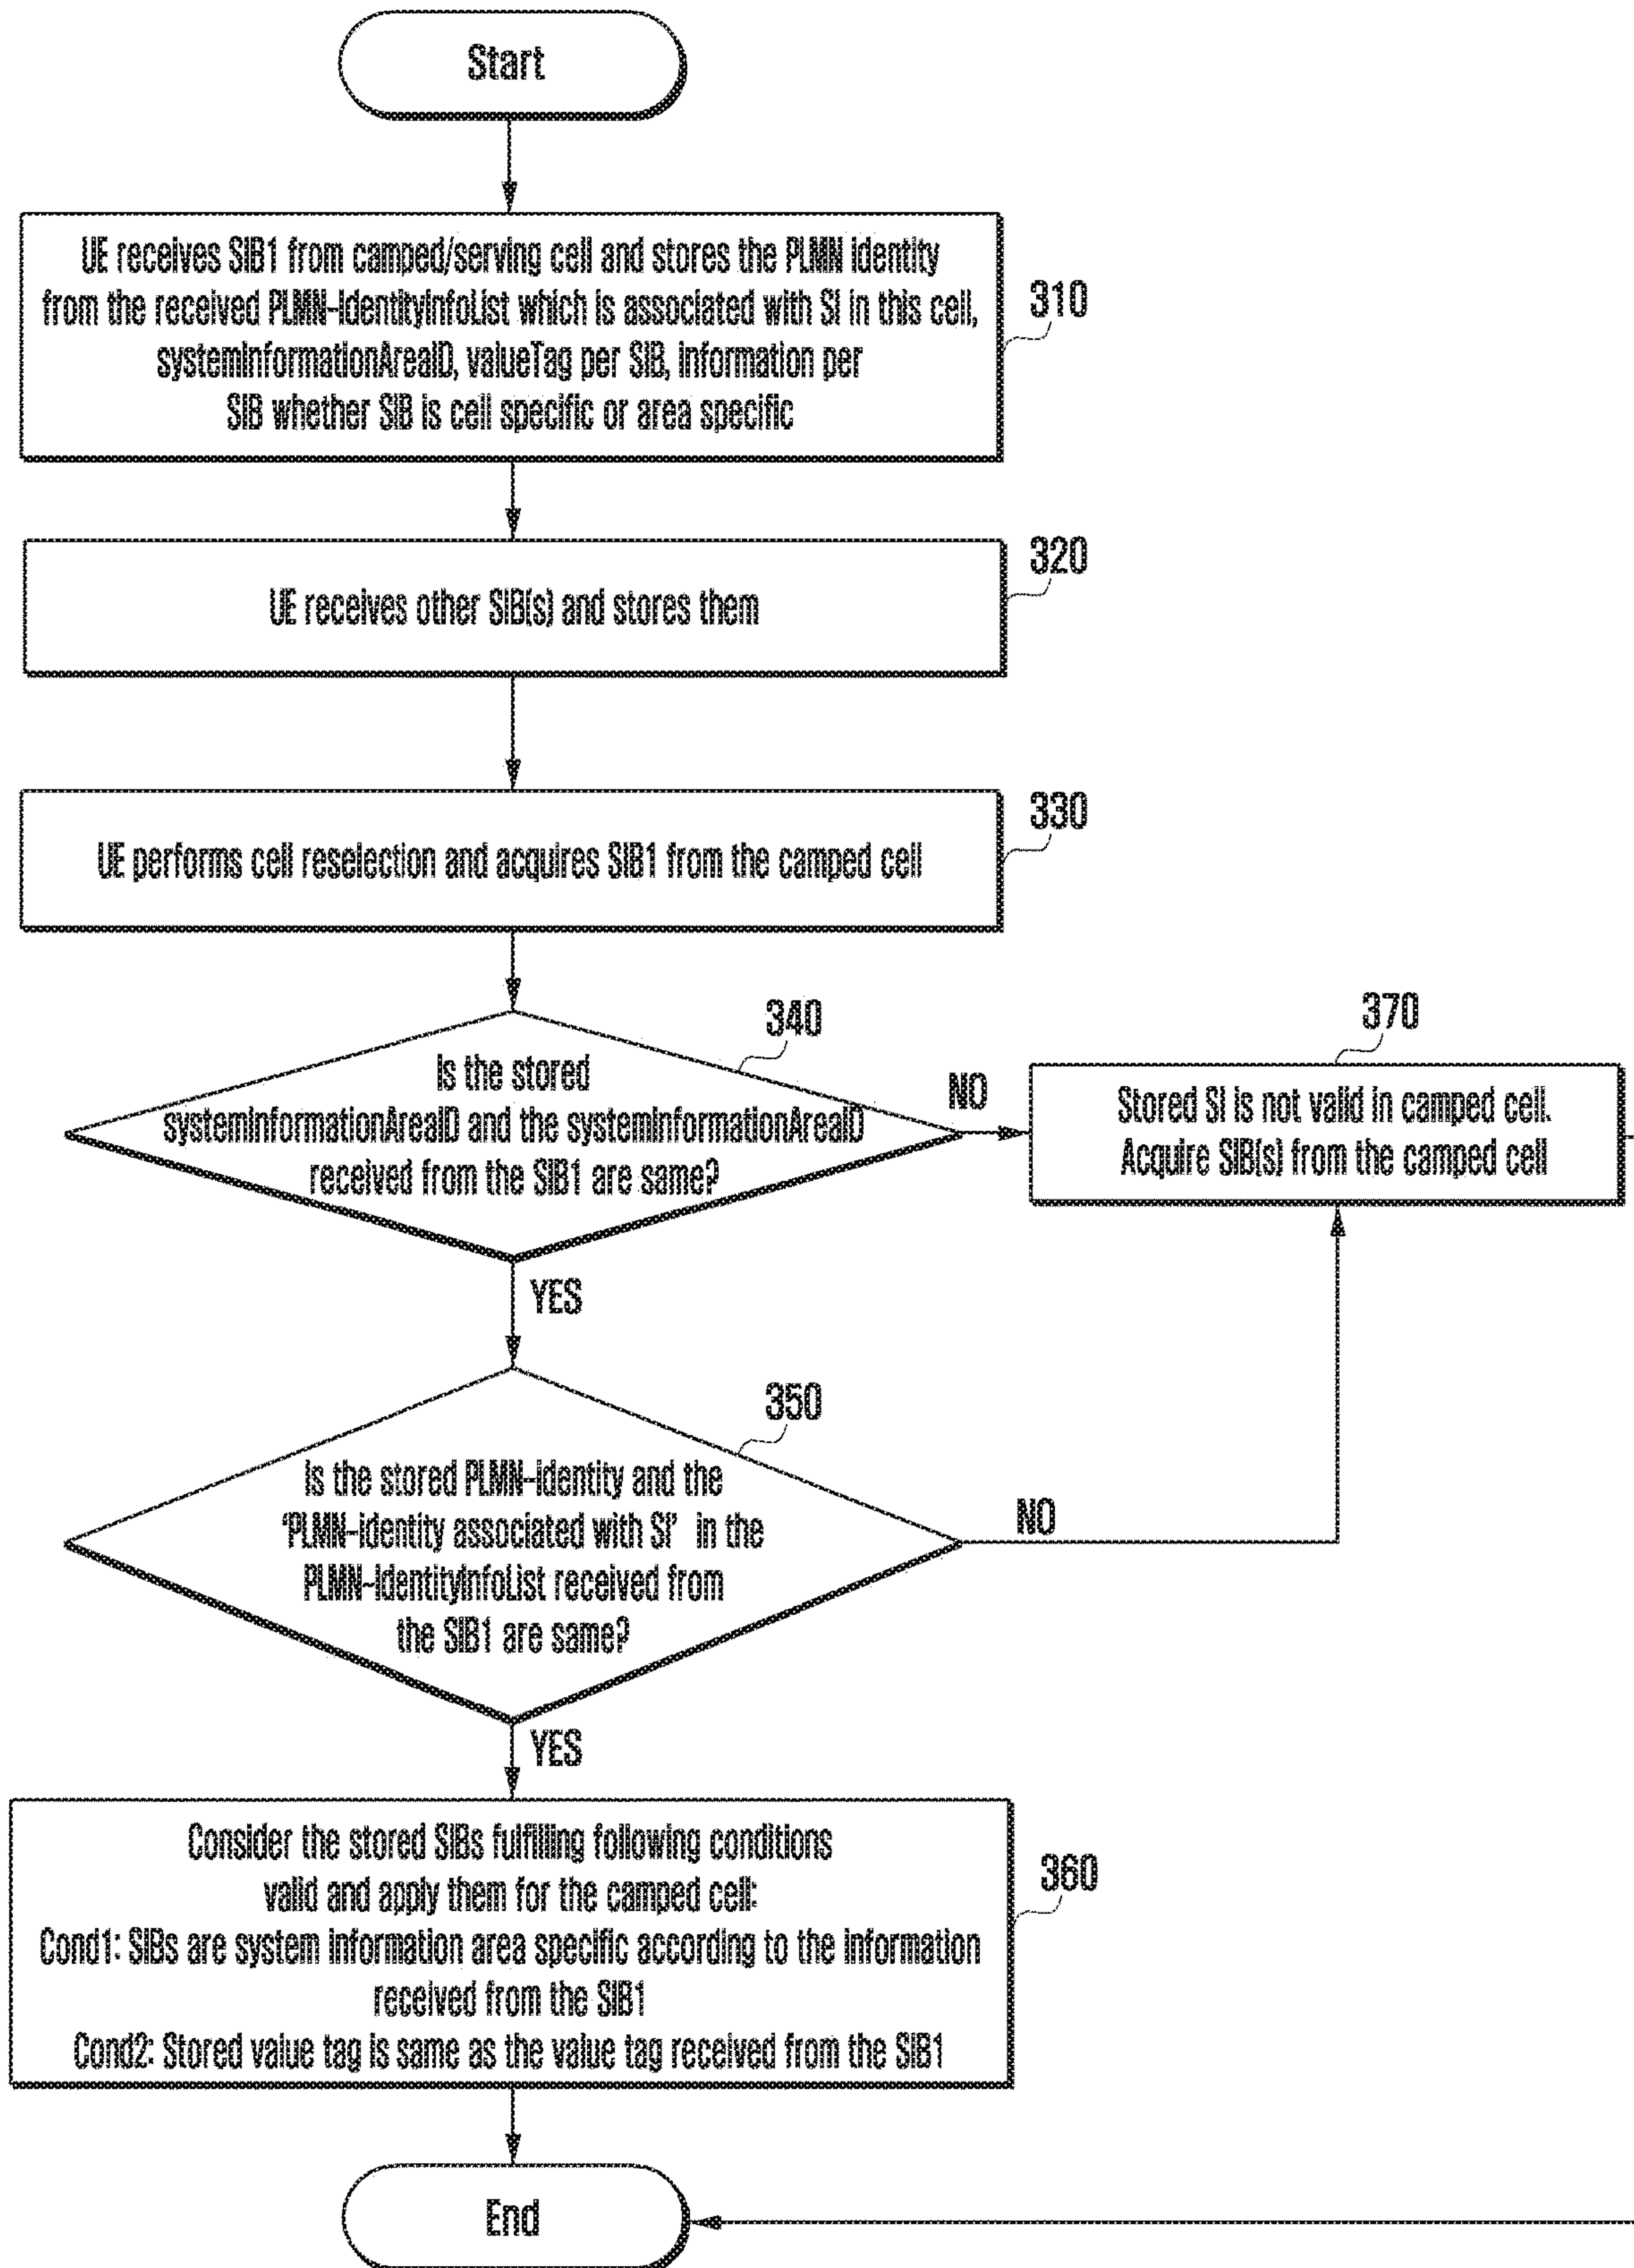 Start
UE receives SIB1 from camped/serving cell and stores the PLMN identity
from the received PLMN-IdentityInfoList which is associated with SI in this cell,
systemInformationAreaID, valueTag per SIB, information per
SIB whether SIB is cell specific or area specific
310
UE receives other SIB(s) and stores them
320
UE performs cell reselection and acquires SIB1 from the camped cell
330
340
Is the stored
systemInformationAreaID and the systemInformationAreaID
received from the SIB1 are same?
NO
370
Stored SI is not valid in camped cell.
Acquire SIB(s) from the camped cell
YES
350
Is the stored PLMN-identity and the
'PLMN-identity associated with SI' in the
PLMN-IdentityInfoList received from
the SIB1 are same?
NO
YES
Consider the stored SIBs fulfilling following conditions
valid and apply them for the camped cell:
Cond1: SIBs are system information area specific according to the information
received from the SIB1
Cond2: Stored value tag is same as the value tag received from the SIB1
360
End